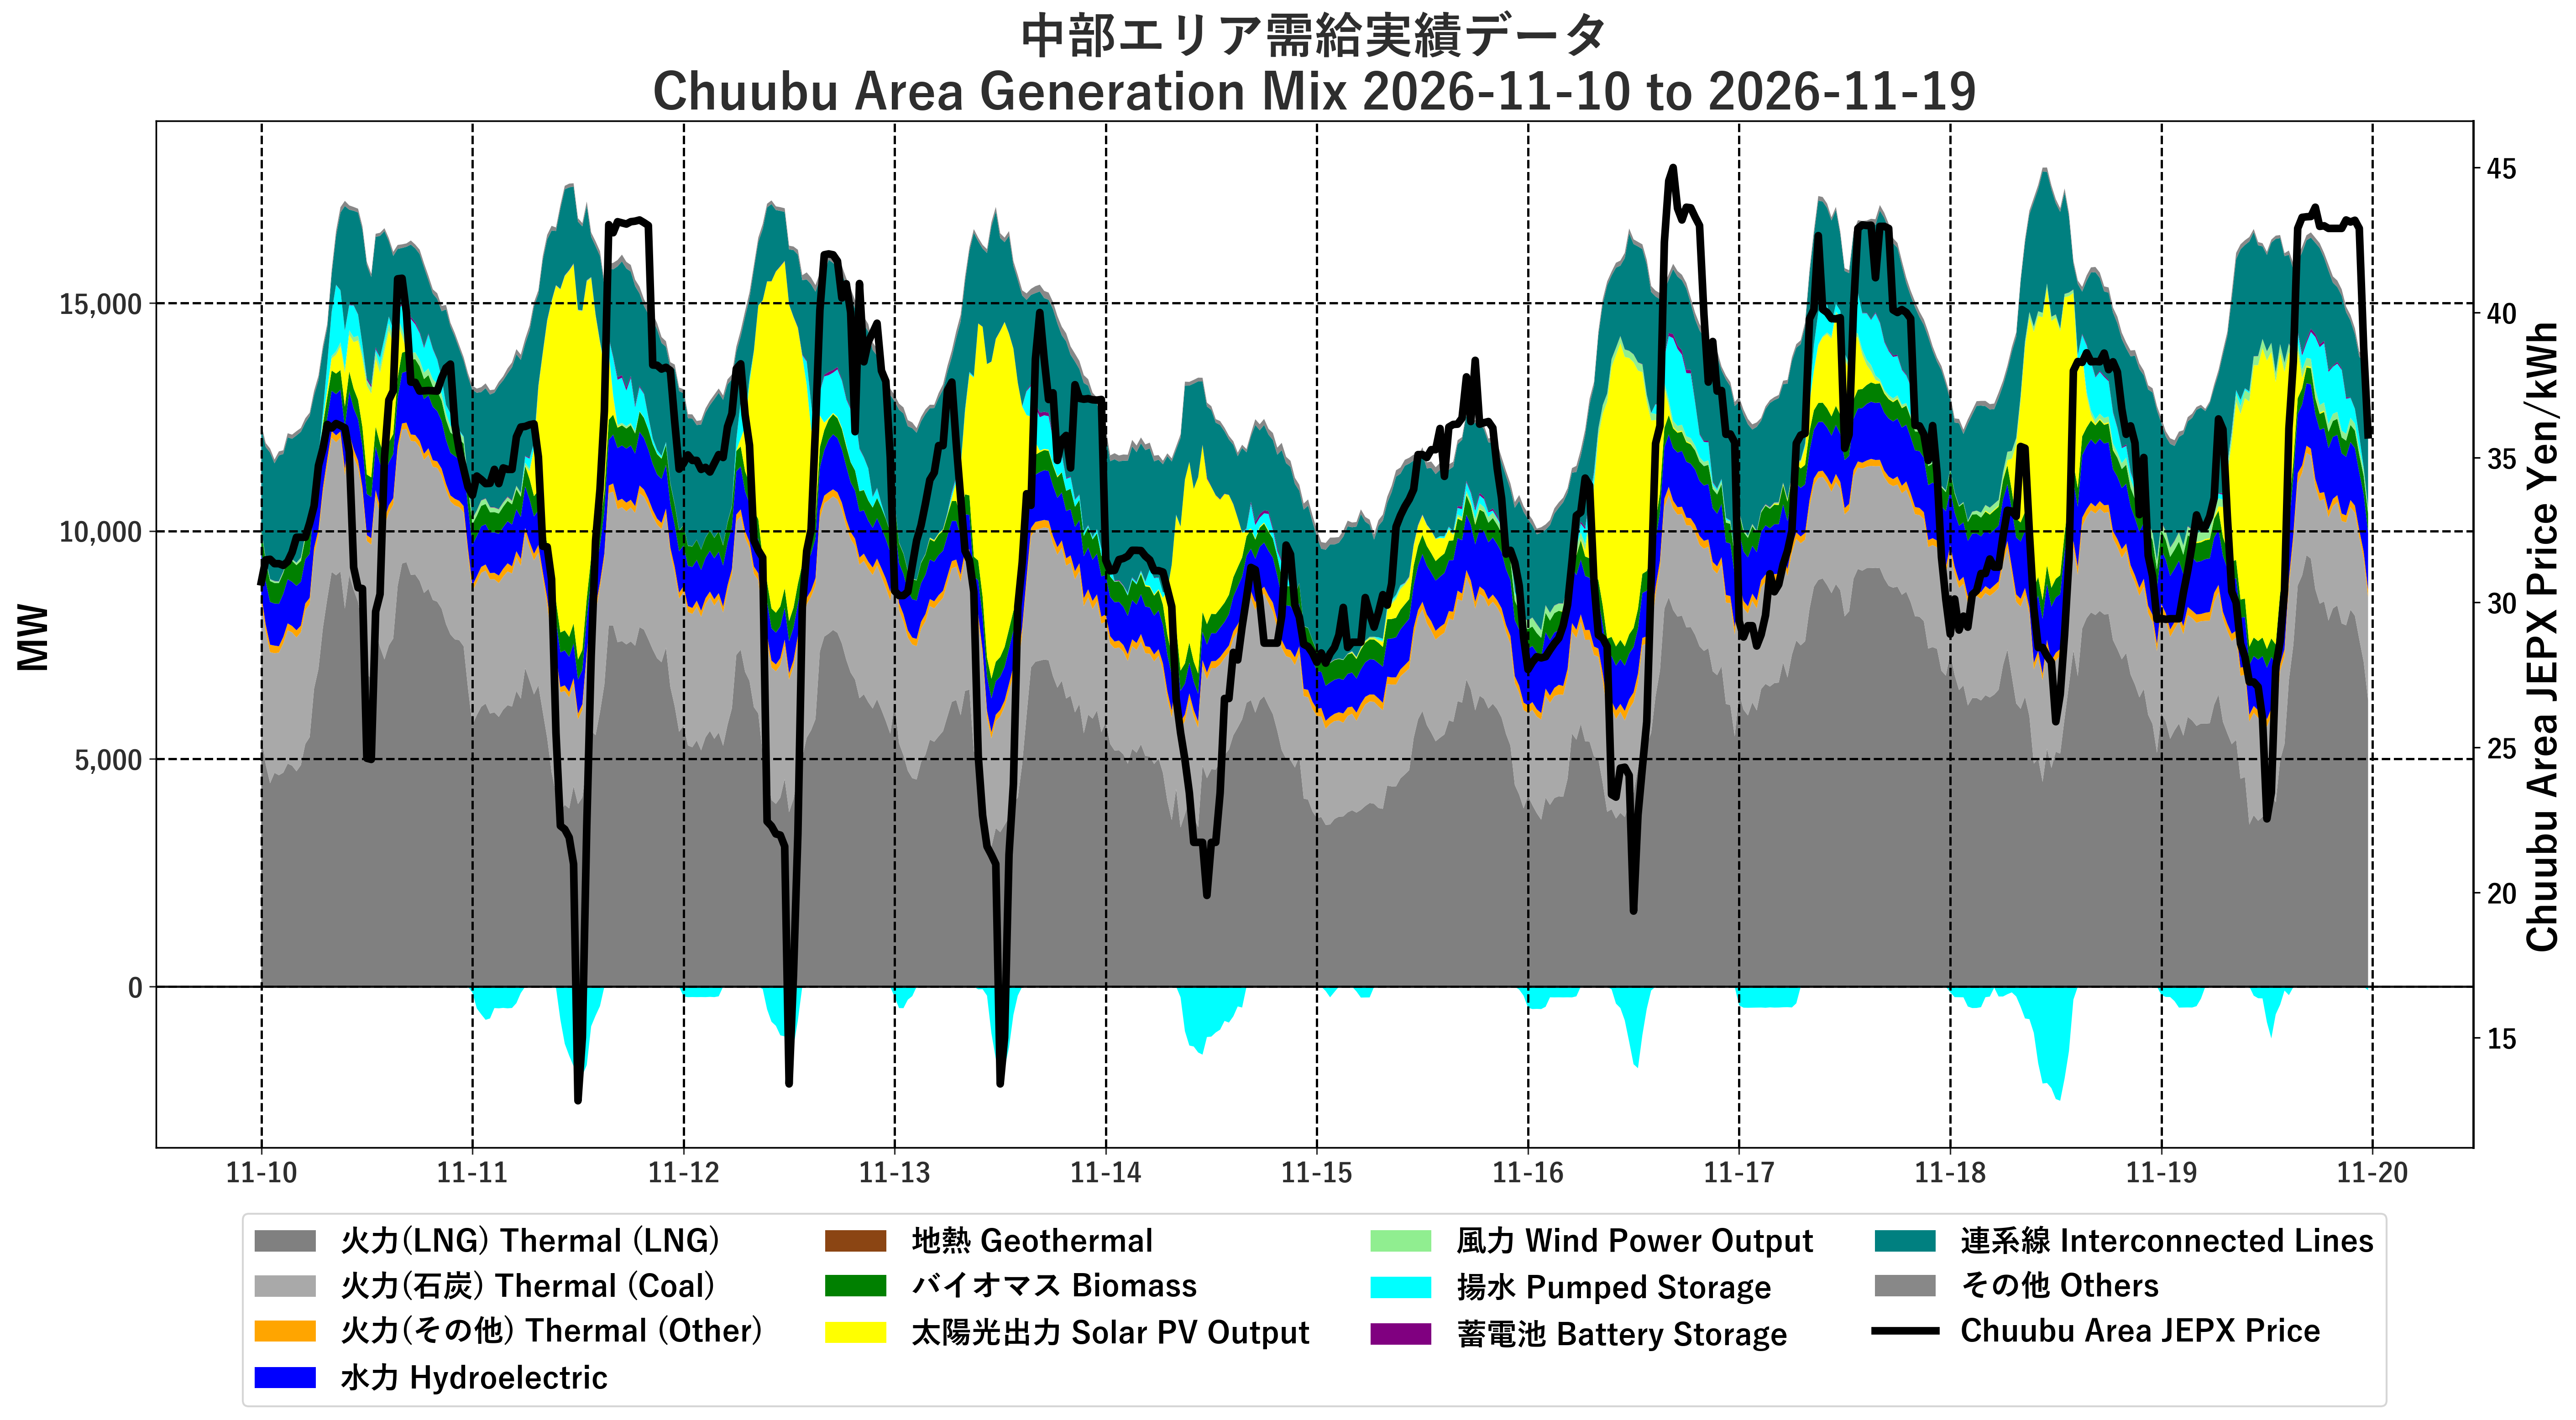 中部エリア需給実績データ
Chuubu Area Generation Mix 2026-11-10 to 2026-11-19
MW
15,000
10,000
5,000
0
45
40
35
30
25
20
15
Chuubu Area JEPX Price Yen/kWh
11-10 11-11 11-12 11-13 11-14 11-15 11-16 11-17 11-18 11-19 11-20
火力(LNG) Thermal (LNG)
火力(石炭) Thermal (Coal)
火力(その他) Thermal (Other)
水力 Hydroelectric
地熱 Geothermal
バイオマス Biomass
太陽光出力 Solar PV Output
風力 Wind Power Output
揚水 Pumped Storage
蓄電池 Battery Storage
連系線 Interconnected Lines
その他 Others
Chuubu Area JEPX Price